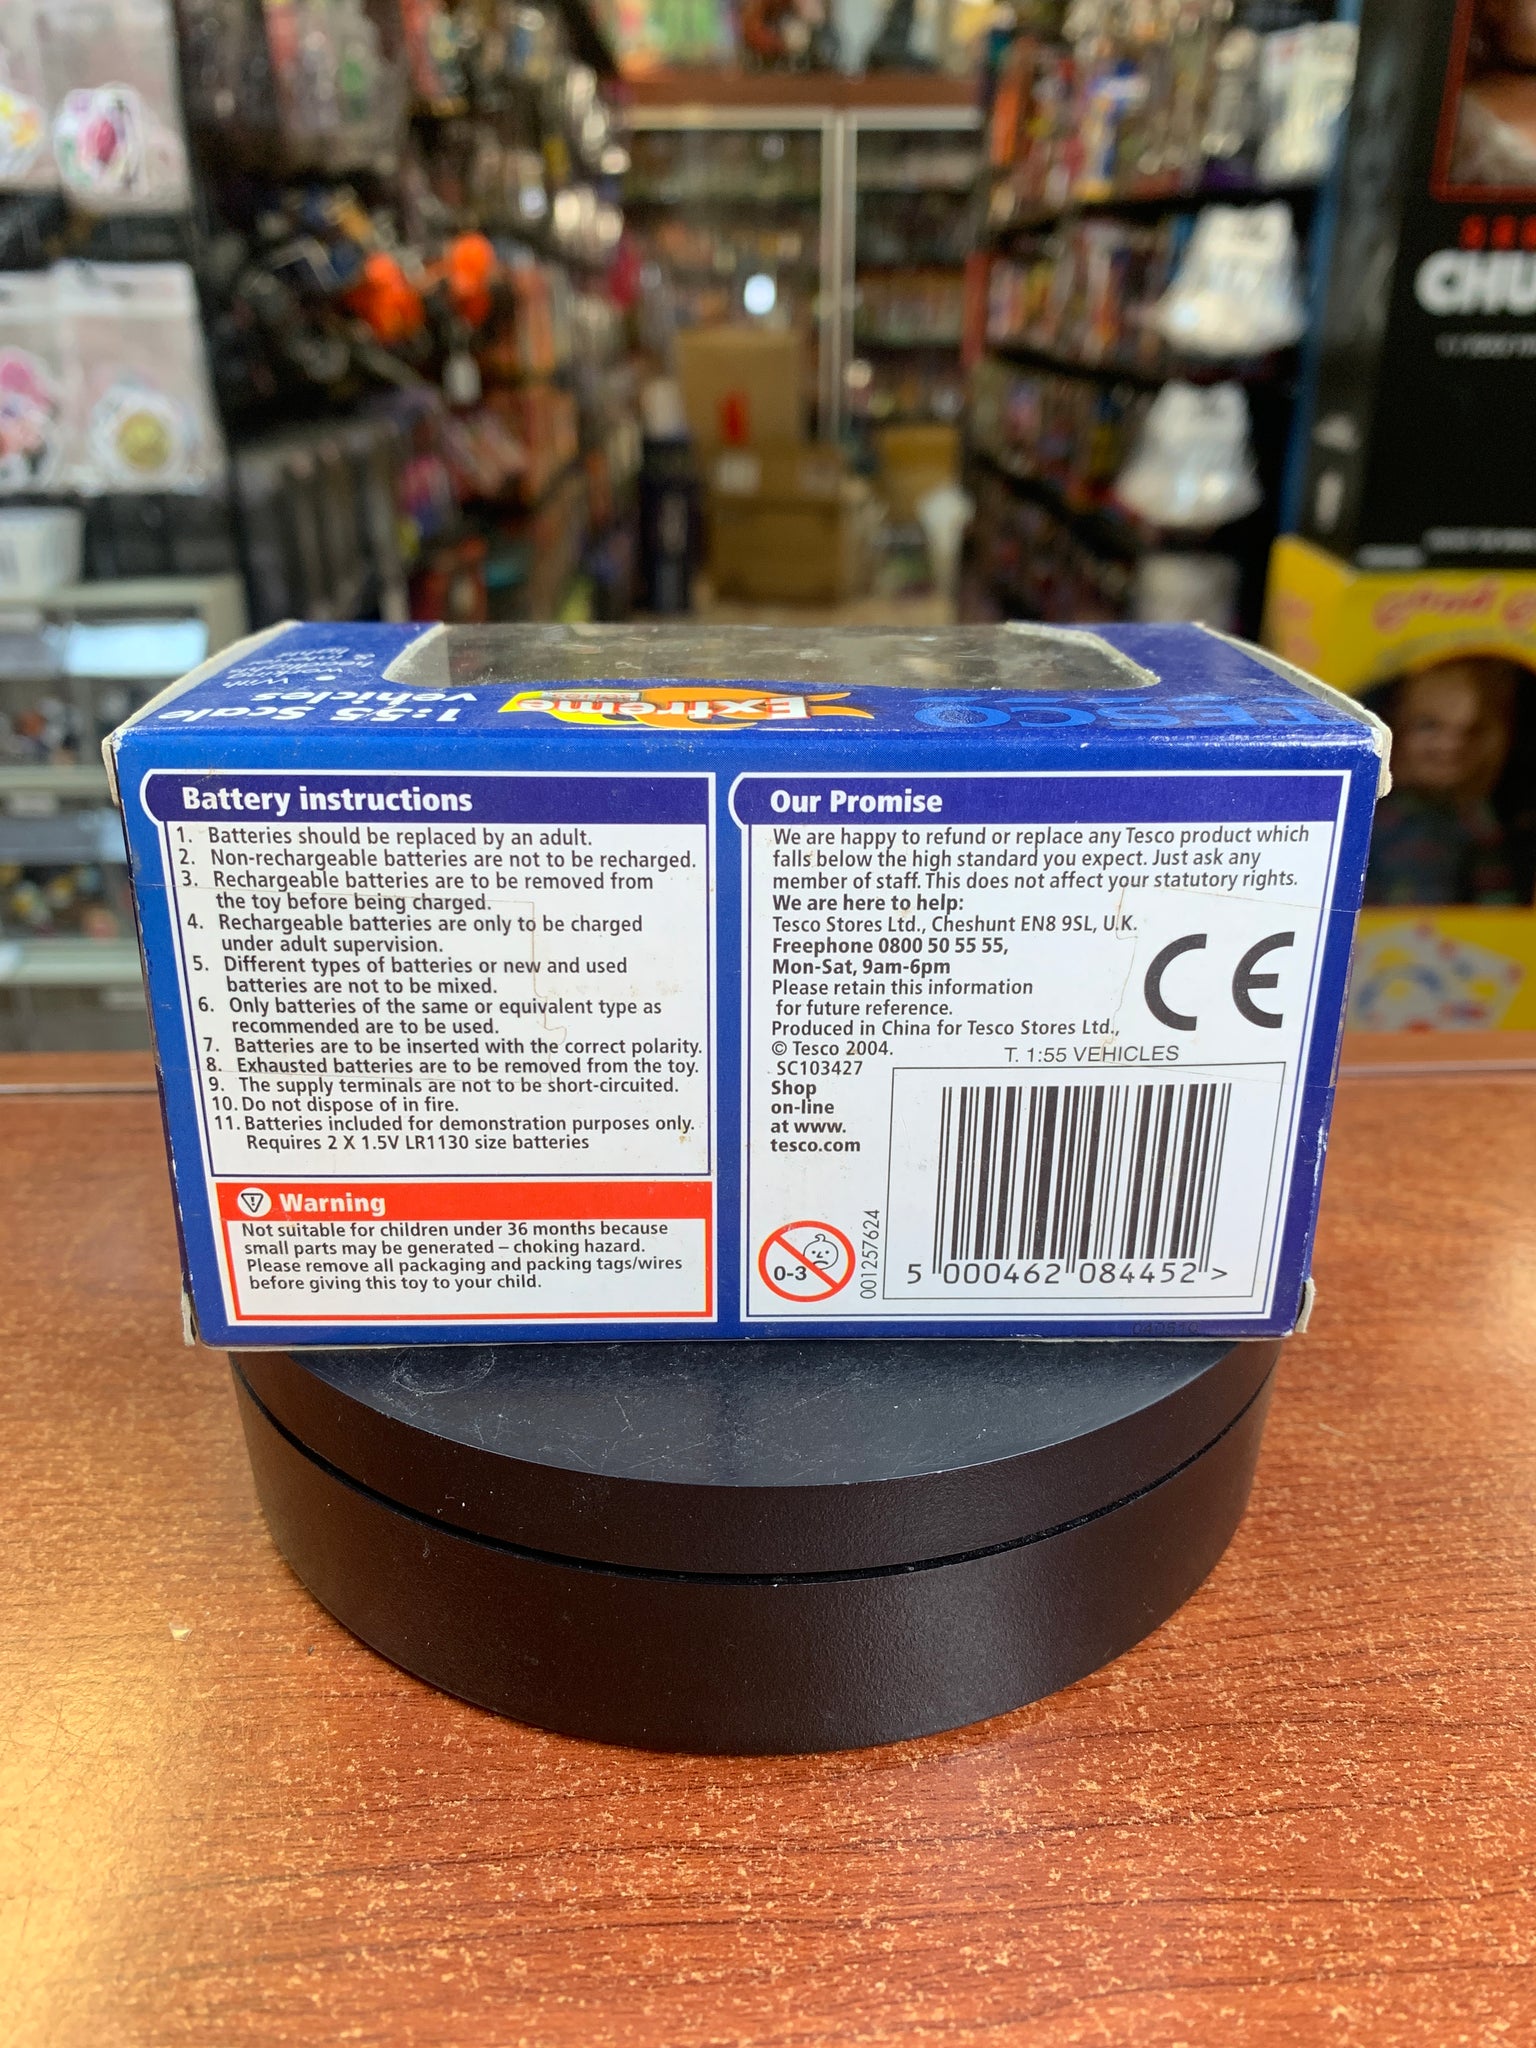 CHU
1:55 Scale
vehicles
• With
working
headlights
& interior
lights
Extreme
TESCO
Battery instructions
1. Batteries should be replaced by an adult.
2. Non-rechargeable batteries are not to be recharged.
3. Rechargeable batteries are to be removed from
the toy before being charged.
4. Rechargeable batteries are only to be charged
under adult supervision.
5. Different types of batteries or new and used
batteries are not to be mixed.
6. Only batteries of the same or equivalent type as
recommended are to be used.
7. Batteries are to be inserted with the correct polarity.
8. Exhausted batteries are to be removed from the toy.
9. The supply terminals are not to be short-circuited.
10. Do not dispose of in fire.
11. Batteries included for demonstration purposes only.
Requires 2 X 1.5V LR1130 size batteries
Warning
Not suitable for children under 36 months because
small parts may be generated – choking hazard.
Please remove all packaging and packing tags/wires
before giving this toy to your child.
Our Promise
We are happy to refund or replace any Tesco product which
falls below the high standard you expect. Just ask any
member of staff. This does not affect your statutory rights.
We are here to help:
Tesco Stores Ltd., Cheshunt EN8 9SL, U.K.
Freephone 0800 50 55 55,
Mon-Sat, 9am-6pm
Please retain this information
for future reference.
Produced in China for Tesco Stores Ltd.,
© Tesco 2004.
SC103427
Shop
on-line
at www.
tesco.com
CE
T. 1:55 VEHICLES
0-3
001257624
5 000462 084452 >